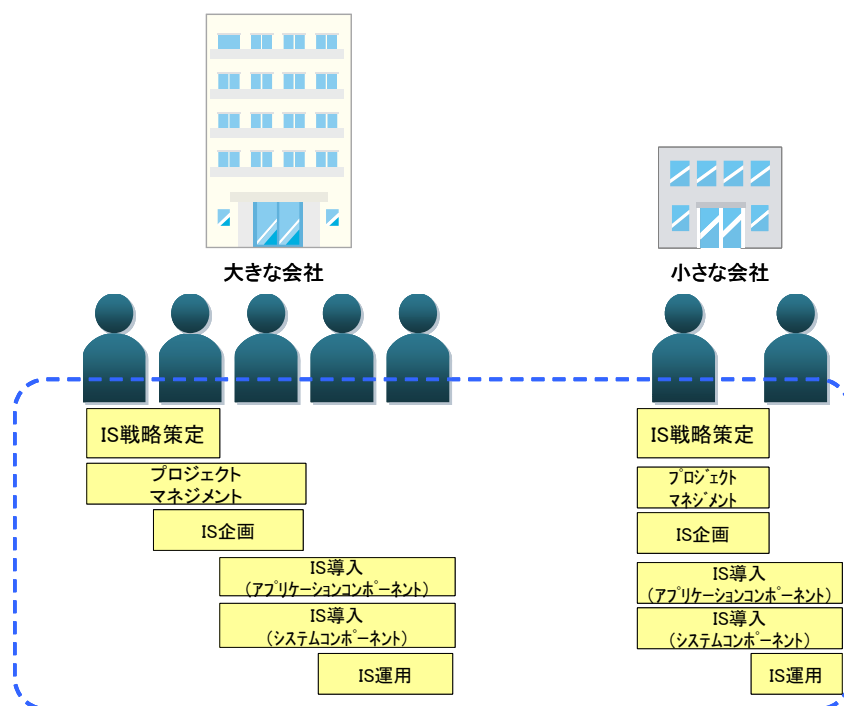 大きな会社
小さな会社
IS戦略策定
プロジェクト
マネジメント
IS企画
IS導入
(アプリケーションコンポーネント)
IS導入
(システムコンポーネント)
IS運用
IS戦略策定
プロジェクト
マネジメント
IS企画
IS導入
(アプリケーションコンポーネント)
IS導入
(システムコンポーネント)
IS運用